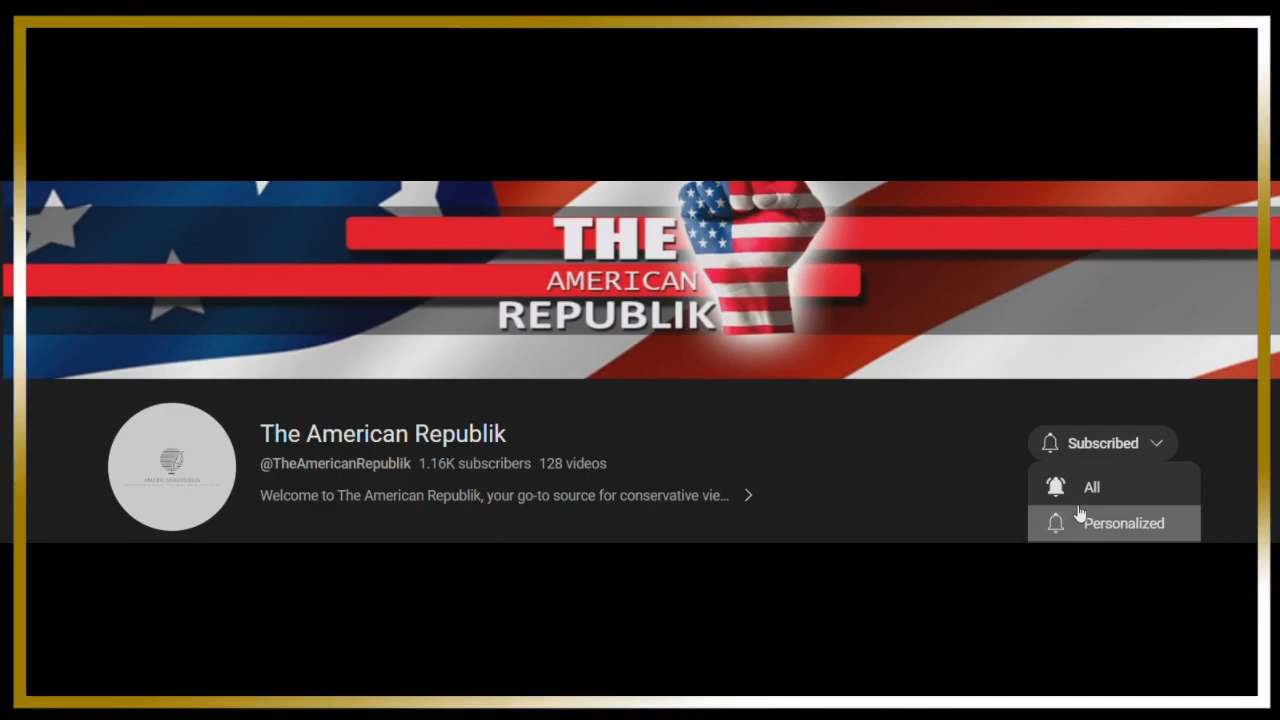 THE
AMERICAN
REPUBLIK
The American Republik
@TheAmericanRepublik 1.16K subscribers 128 videos
Welcome to The American Republik, your go-to source for conservative vie...
Subscribed
All
Personalized